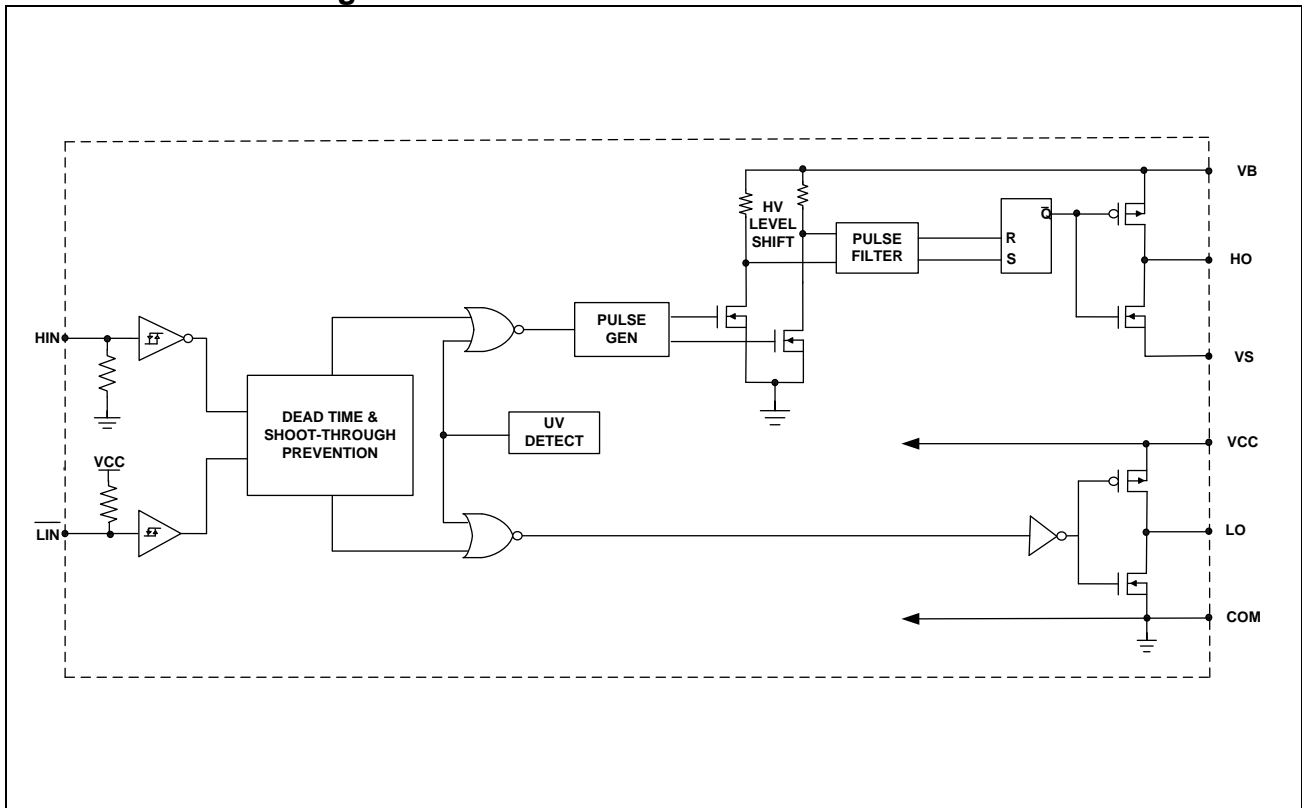 g
VB
HV
LEVEL
SHIFT
Q̅
PULSE
FILTER
R
S
HO
HIN
PULSE
GEN
VS
DEAD TIME &
SHOOT-THROUGH
PREVENTION
UV
DETECT
VCC
VCC
L̅I̅N̅
LO
COM